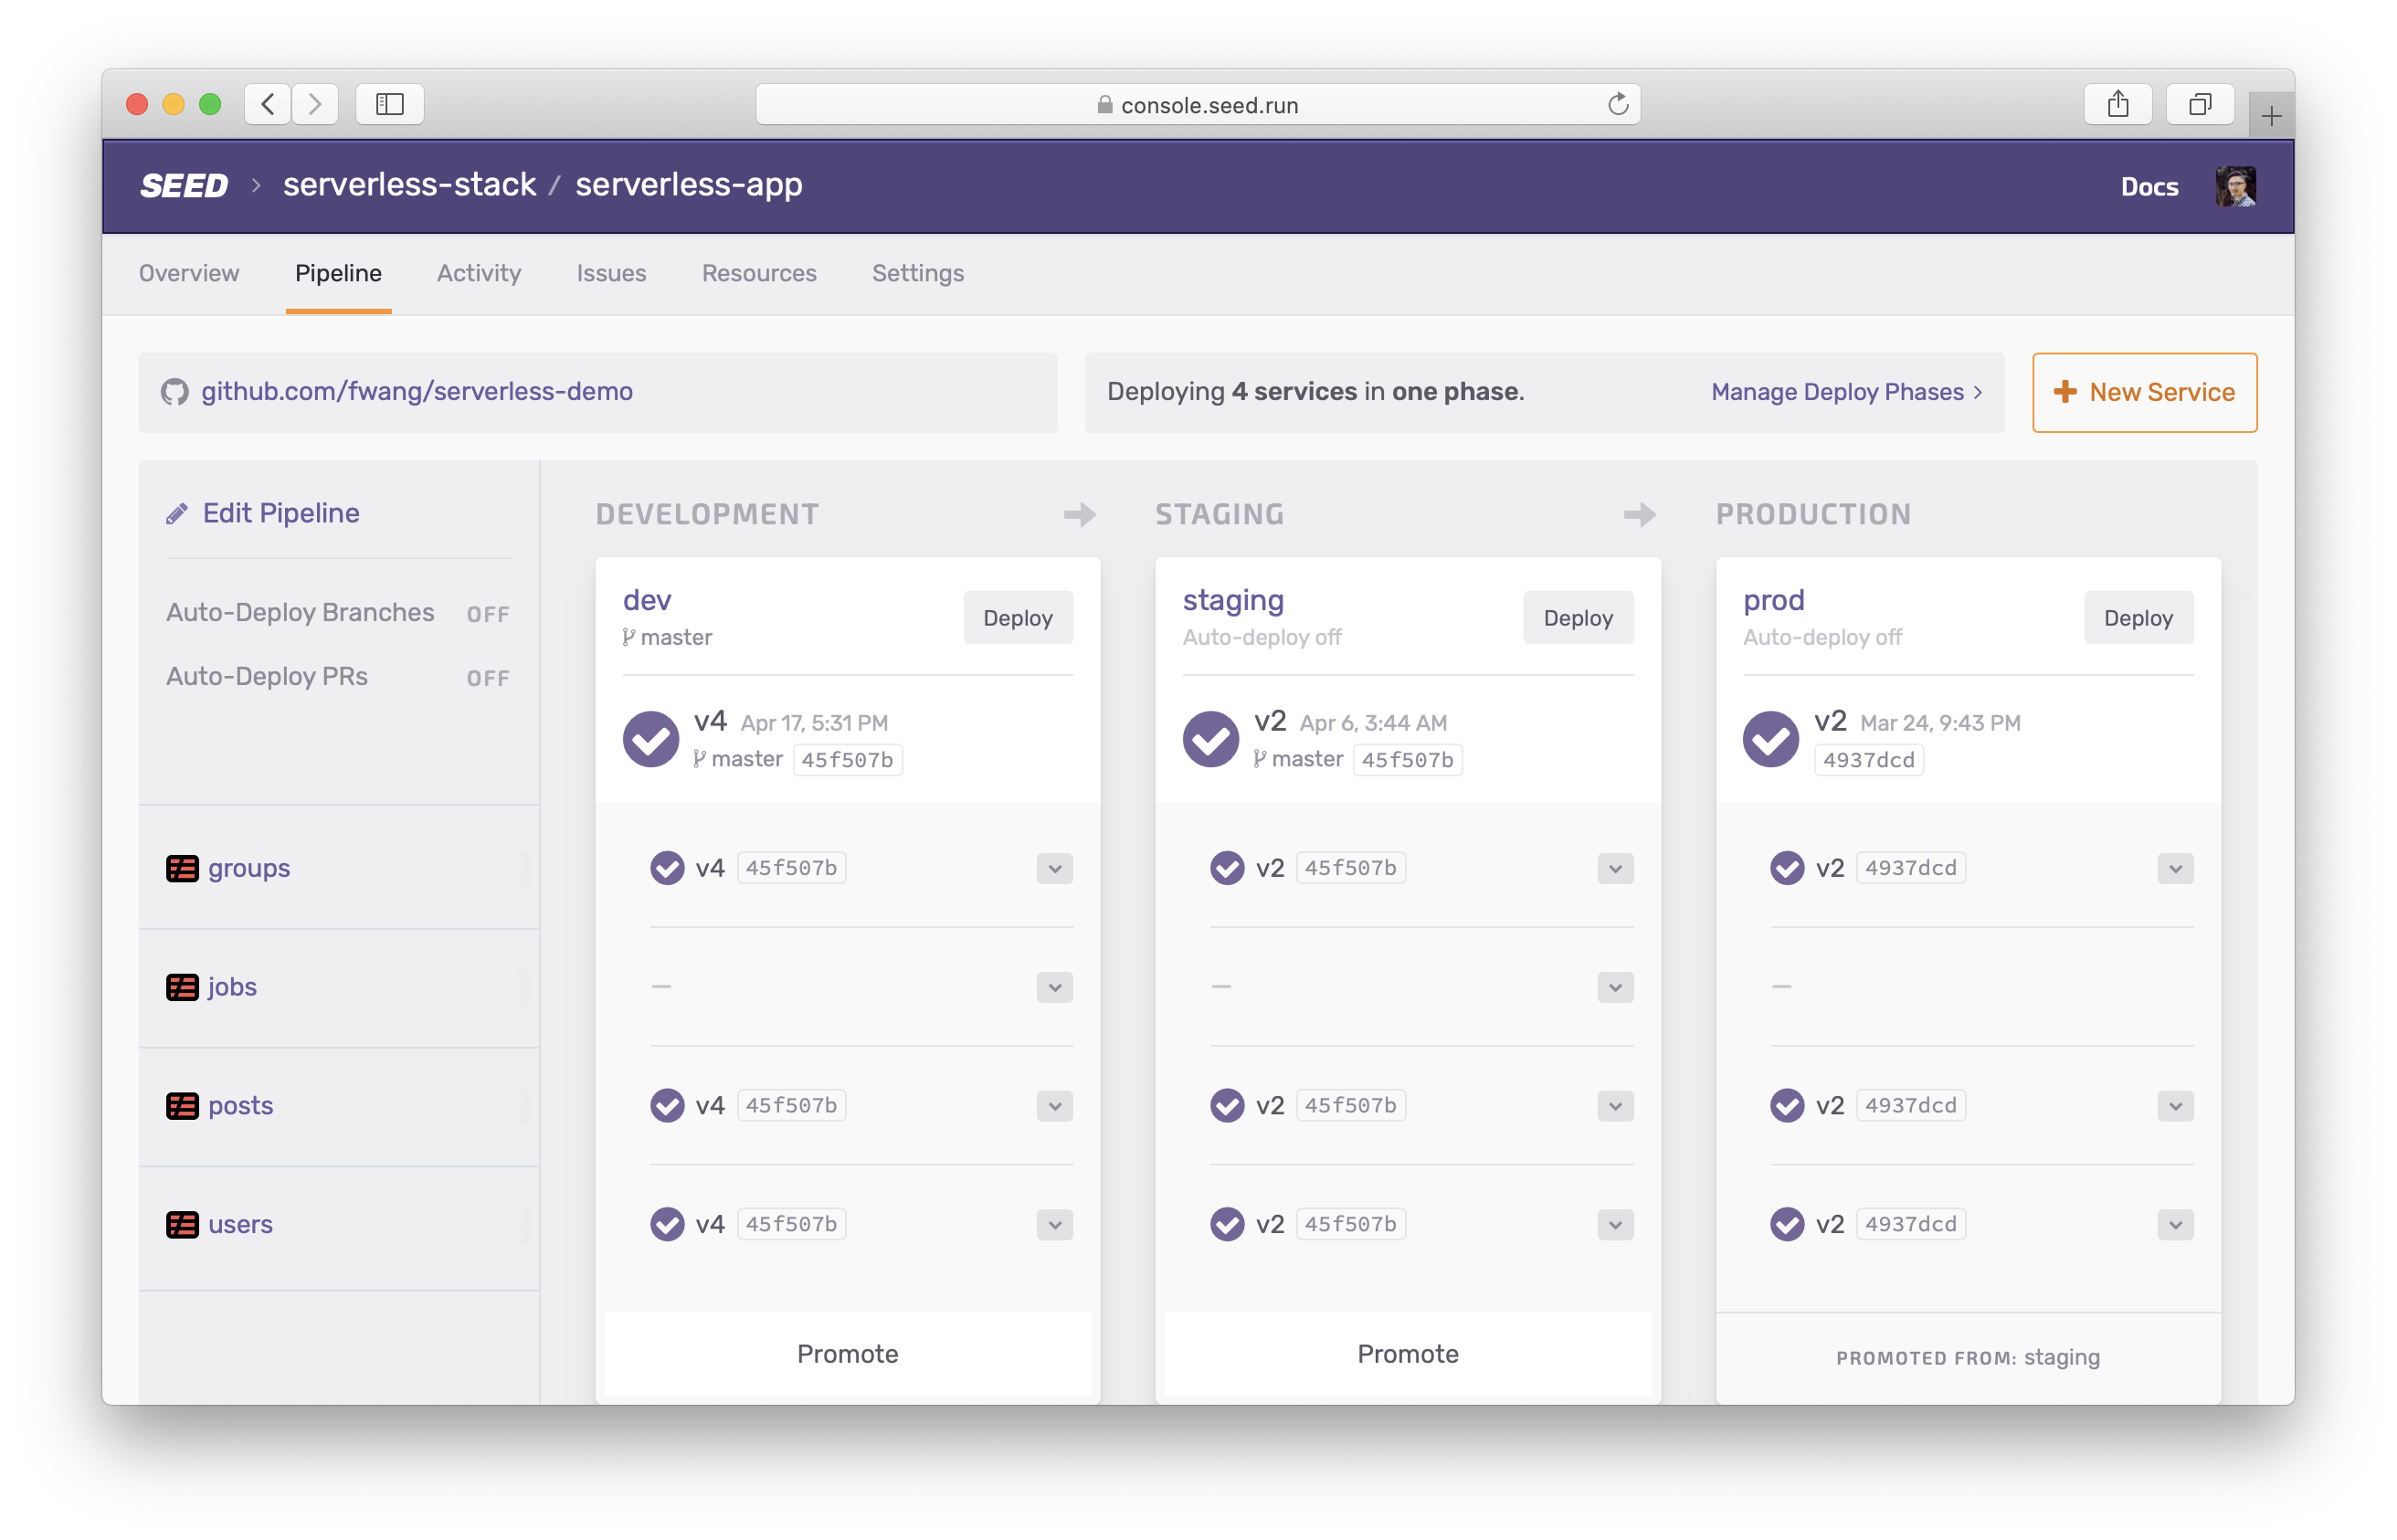 console.seed.run
SEED > serverless-stack / serverless-app
Docs
Overview Pipeline Activity Issues Resources Settings
github.com/fwang/serverless-demo
Deploying 4 services in one phase.
Manage Deploy Phases >
+ New Service
Edit Pipeline
Auto-Deploy Branches OFF
Auto-Deploy PRs OFF
groups
jobs
posts
users
DEVELOPMENT
dev
master
Deploy
v4 Apr 17, 5:31 PM
master 45f507b
v4 45f507b
–
v4 45f507b
v4 45f507b
Promote
STAGING
staging
Auto-deploy off
Deploy
v2 Apr 6, 3:44 AM
master 45f507b
v2 45f507b
–
v2 45f507b
v2 45f507b
Promote
PRODUCTION
prod
Auto-deploy off
Deploy
v2 Mar 24, 9:43 PM
4937dcd
v2 4937dcd
–
v2 4937dcd
v2 4937dcd
PROMOTED FROM: staging